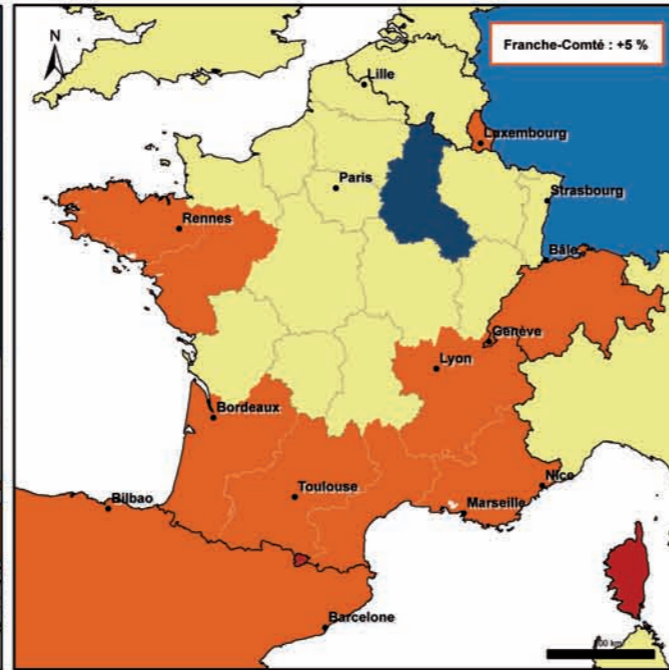 Franche-Comté : +5 %
N
Lille
Luxembourg
Paris
Strasbourg
Rennes
Bâle
Genève
Lyon
Bordeaux
Nice
Toulouse
Bilbao
Marseille
Barcelone